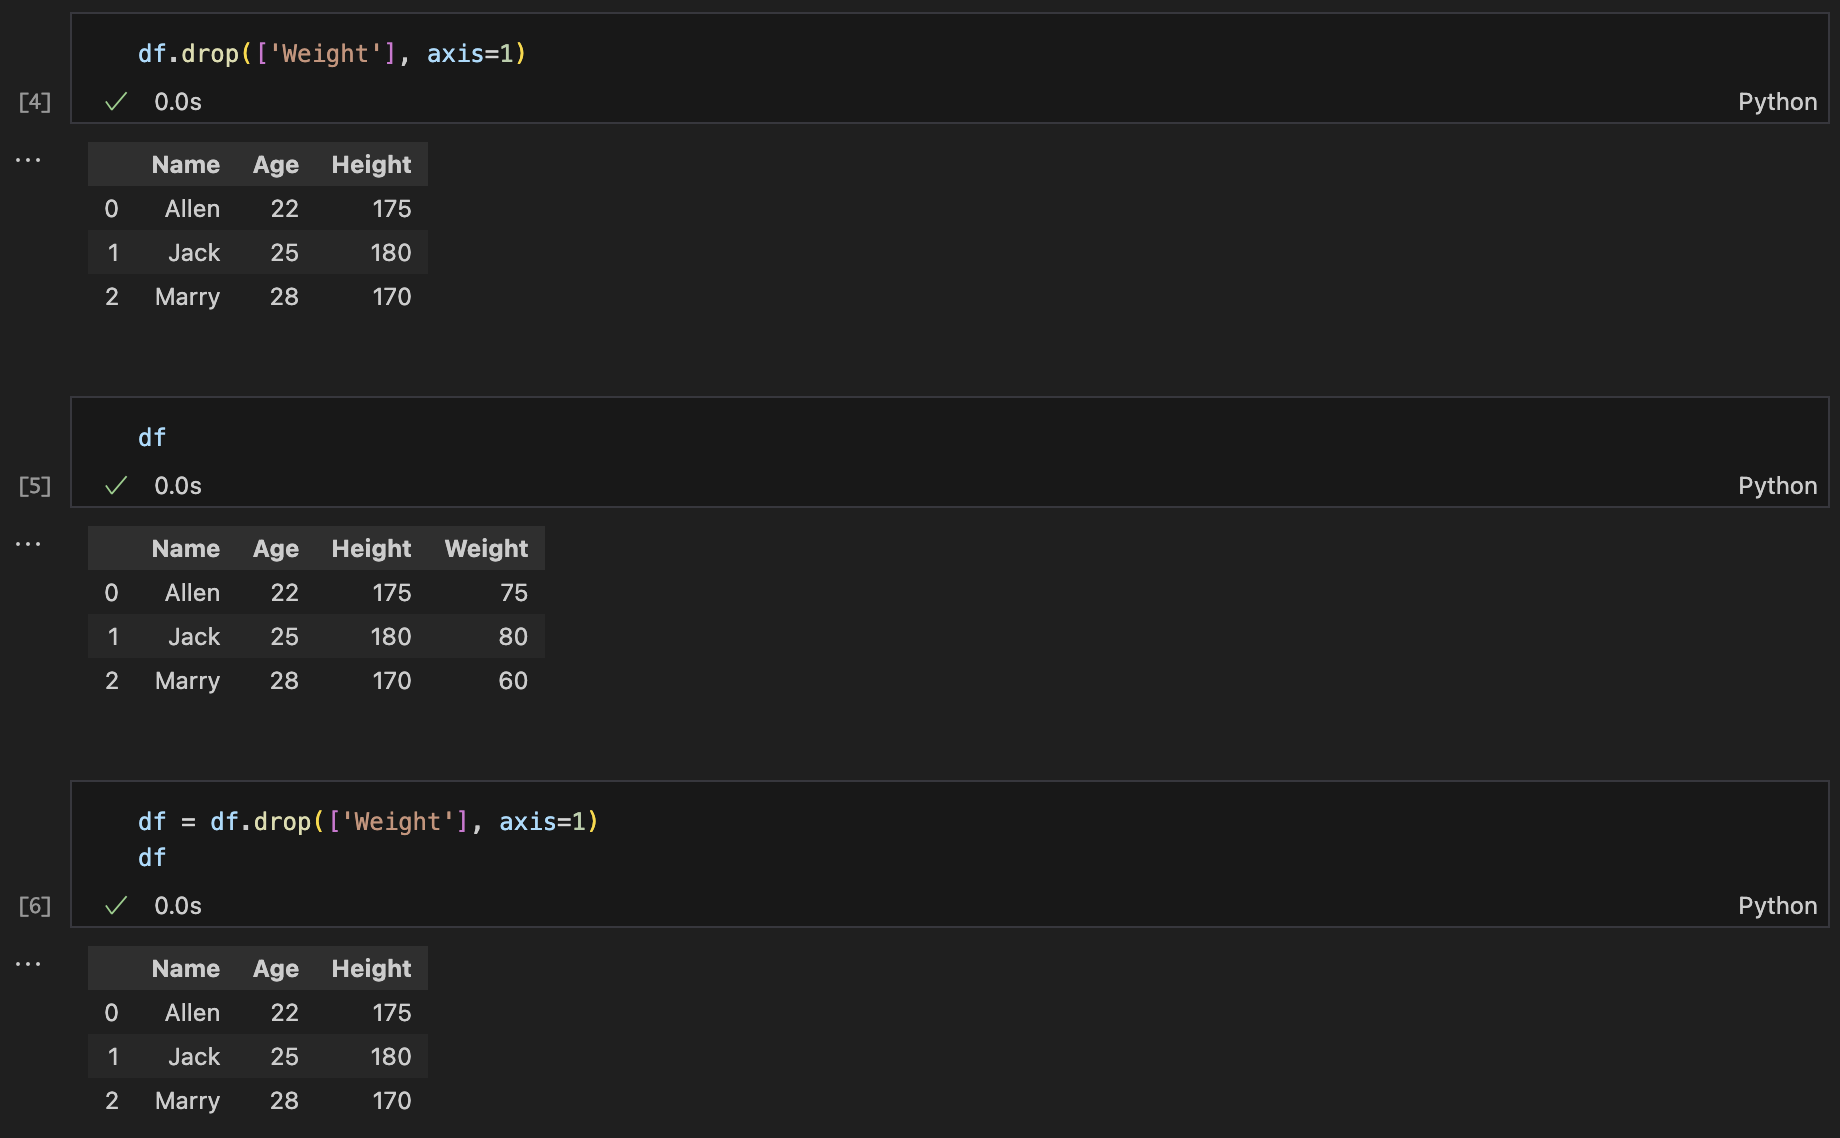 df.drop(['Weight'], axis=1)
[4] 0.0s Python
...
Name Age Height
0 Allen 22 175
1 Jack 25 180
2 Marry 28 170
df
[5] 0.0s Python
...
Name Age Height Weight
0 Allen 22 175 75
1 Jack 25 180 80
2 Marry 28 170 60
df = df.drop(['Weight'], axis=1)
df
[6] 0.0s Python
...
Name Age Height
0 Allen 22 175
1 Jack 25 180
2 Marry 28 170